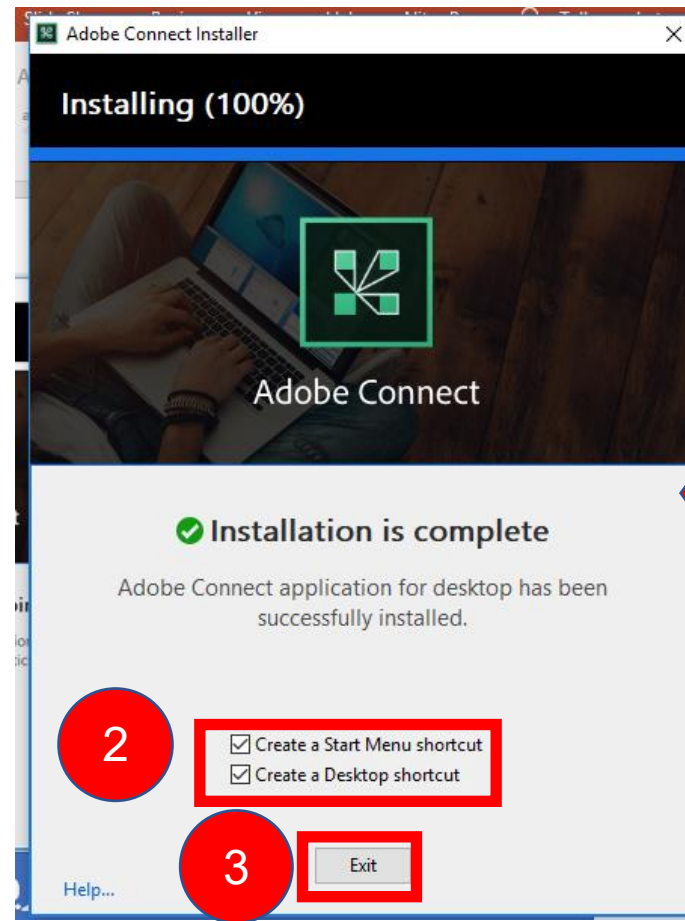 Adobe Connect Installer
Installing (100%)
Adobe Connect
Installation is complete
Adobe Connect application for desktop has been
successfully installed.
2
Create a Start Menu shortcut
Create a Desktop shortcut
3
Exit
Help...